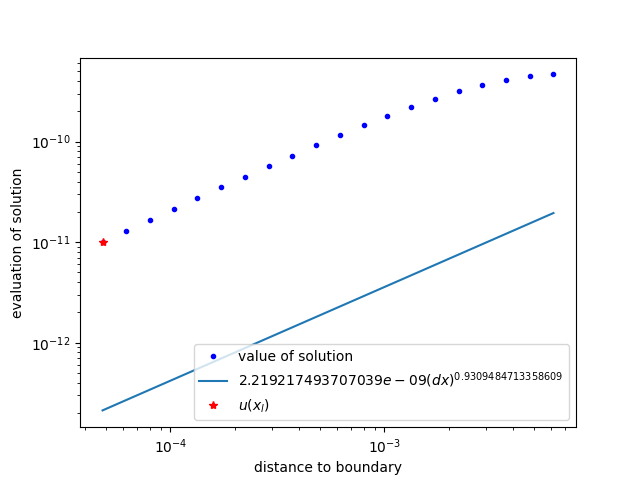 10⁻¹⁰
10⁻¹¹
10⁻¹²
evaluation of solution
value of solution
2.219217493707039e − 09(dx)^0.9309484713358609
u(x_l)
10⁻⁴
10⁻³
distance to boundary